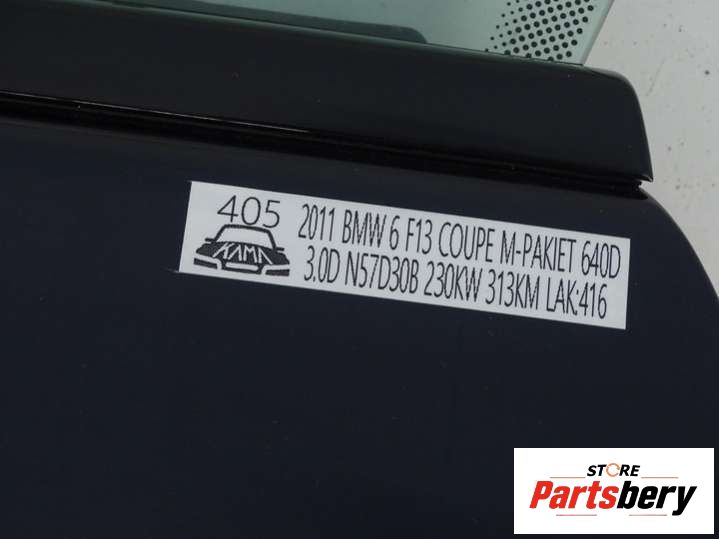 405
KAMA
2011 BMW 6 F13 COUPE M-PAKIET 640D
3.0D N57D30B 230KW 313KM LAK:416
STORE
Partsbery